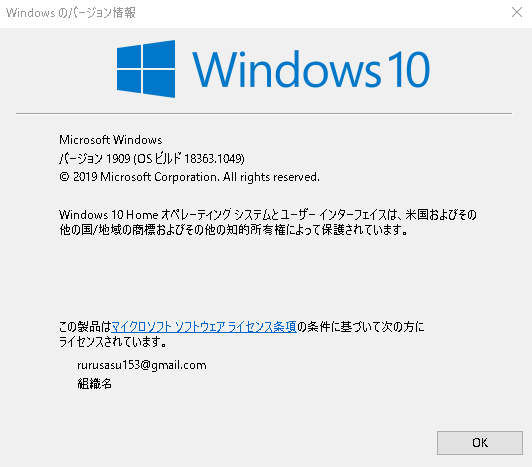 Windows のバージョン情報
Windows 10
Microsoft Windows
バージョン 1909 (OS ビルド 18363.1049)
© 2019 Microsoft Corporation. All rights reserved.
Windows 10 Home オペレーティング システムとユーザー インターフェイスは、米国およびその
他の国/地域の商標およびその他の知的所有権によって保護されています。
この製品はマイクロソフト ソフトウェア ライセンス条項の条件に基づいて次の方に
ライセンスされています。
rurusasu153@gmail.com
組織名
OK